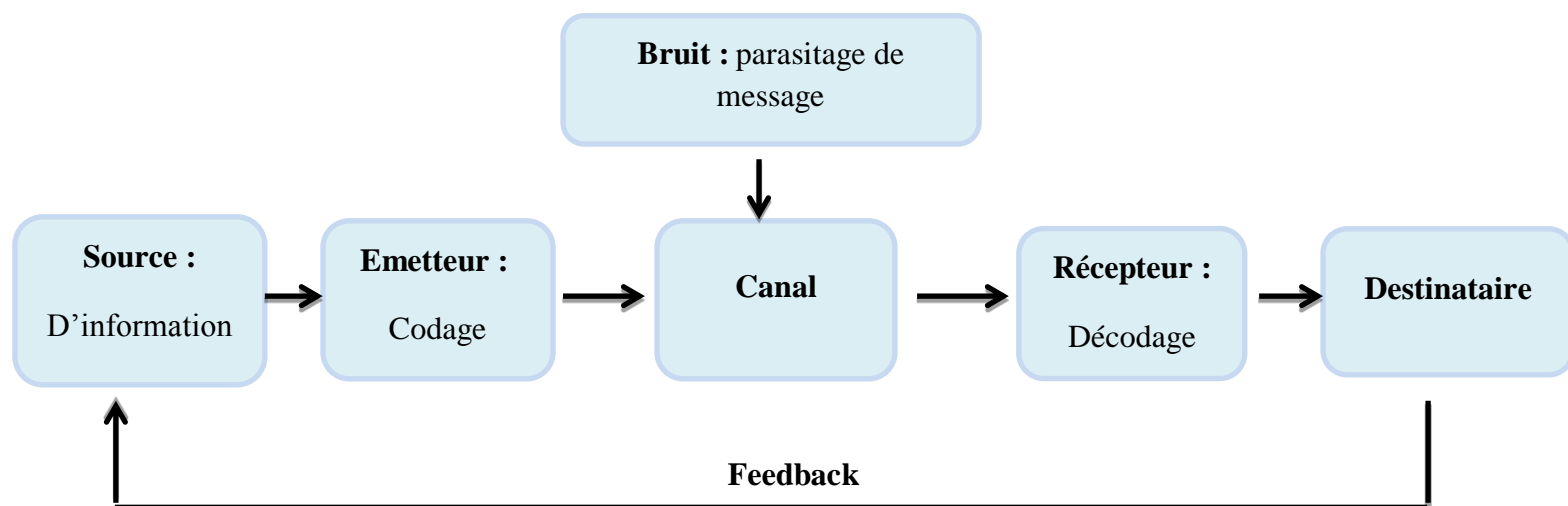 Bruit : parasitage de
message
Source :
D’information
Emetteur :
Codage
Canal
Récepteur :
Décodage
Destinataire
Feedback